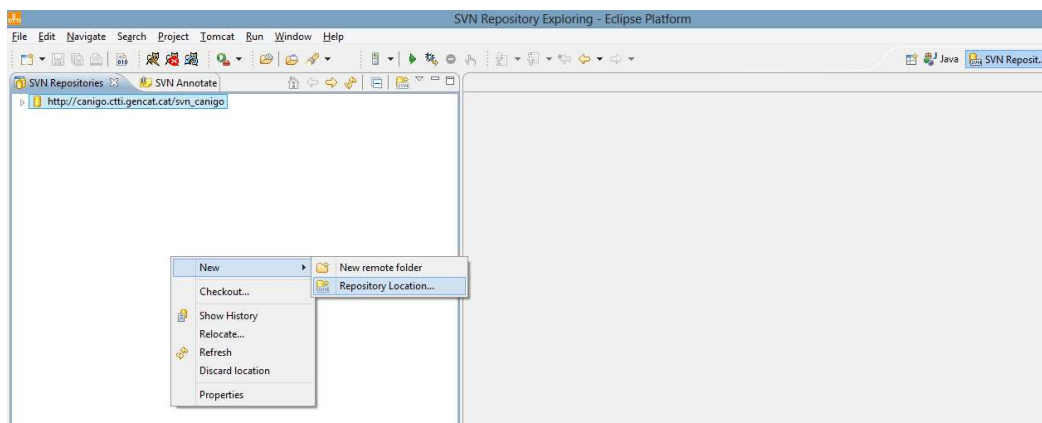 SVN Repository Exploring - Eclipse Platform
File Edit Navigate Search Project Tomcat Run Window Help
Java SVN Reposit...
SVN Repositories SVN Annotate
http://canigo.ctti.gencat.cat/svn_canigo
New
New remote folder
Repository Location...
Checkout...
Show History
Relocate...
Refresh
Discard location
Properties